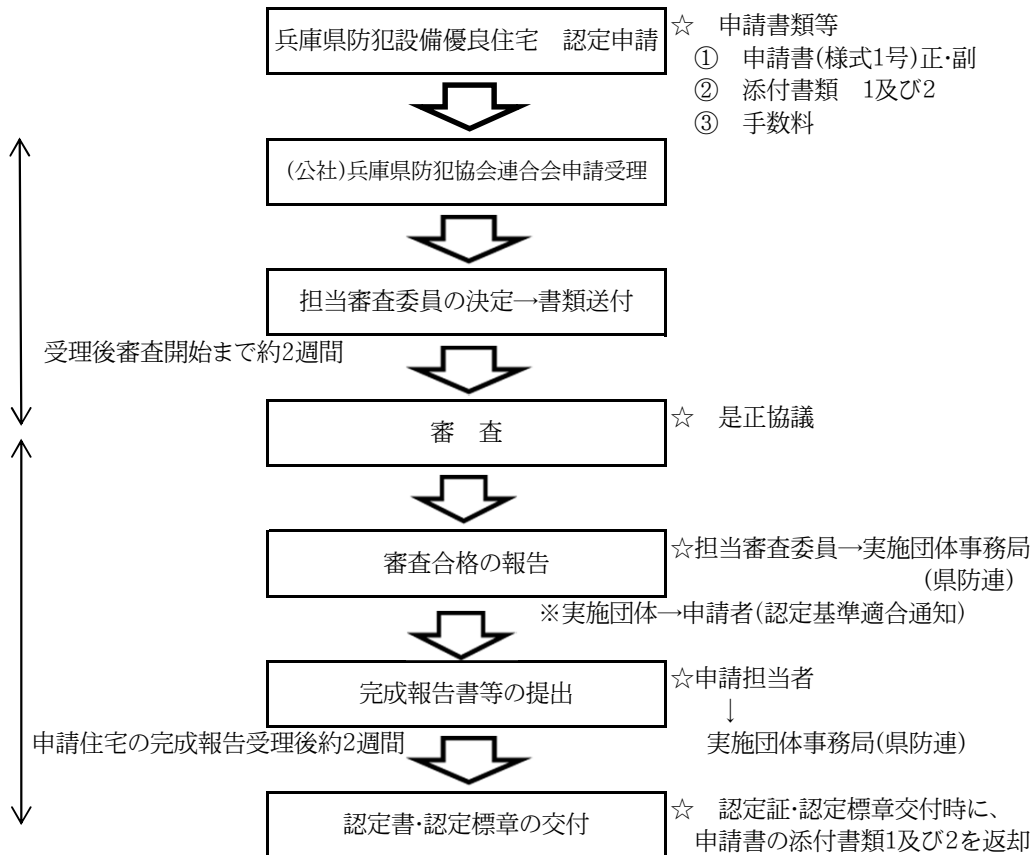 兵庫県防犯設備優良住宅　認定申請
☆　申請書類等
①　申請書(様式1号)正・副
②　添付書類　1及び2
③　手数料
(公社)兵庫県防犯協会連合会申請受理
担当審査委員の決定→書類送付
受理後審査開始まで約2週間
審　査
☆　是正協議
審査合格の報告
☆担当審査委員→実施団体事務局
(県防連)
※実施団体→申請者(認定基準適合通知)
完成報告書等の提出
☆申請担当者
↓
実施団体事務局(県防連)
申請住宅の完成報告受理後約2週間
認定書・認定標章の交付
☆　認定証・認定標章交付時に、
申請書の添付書類1及び2を返却